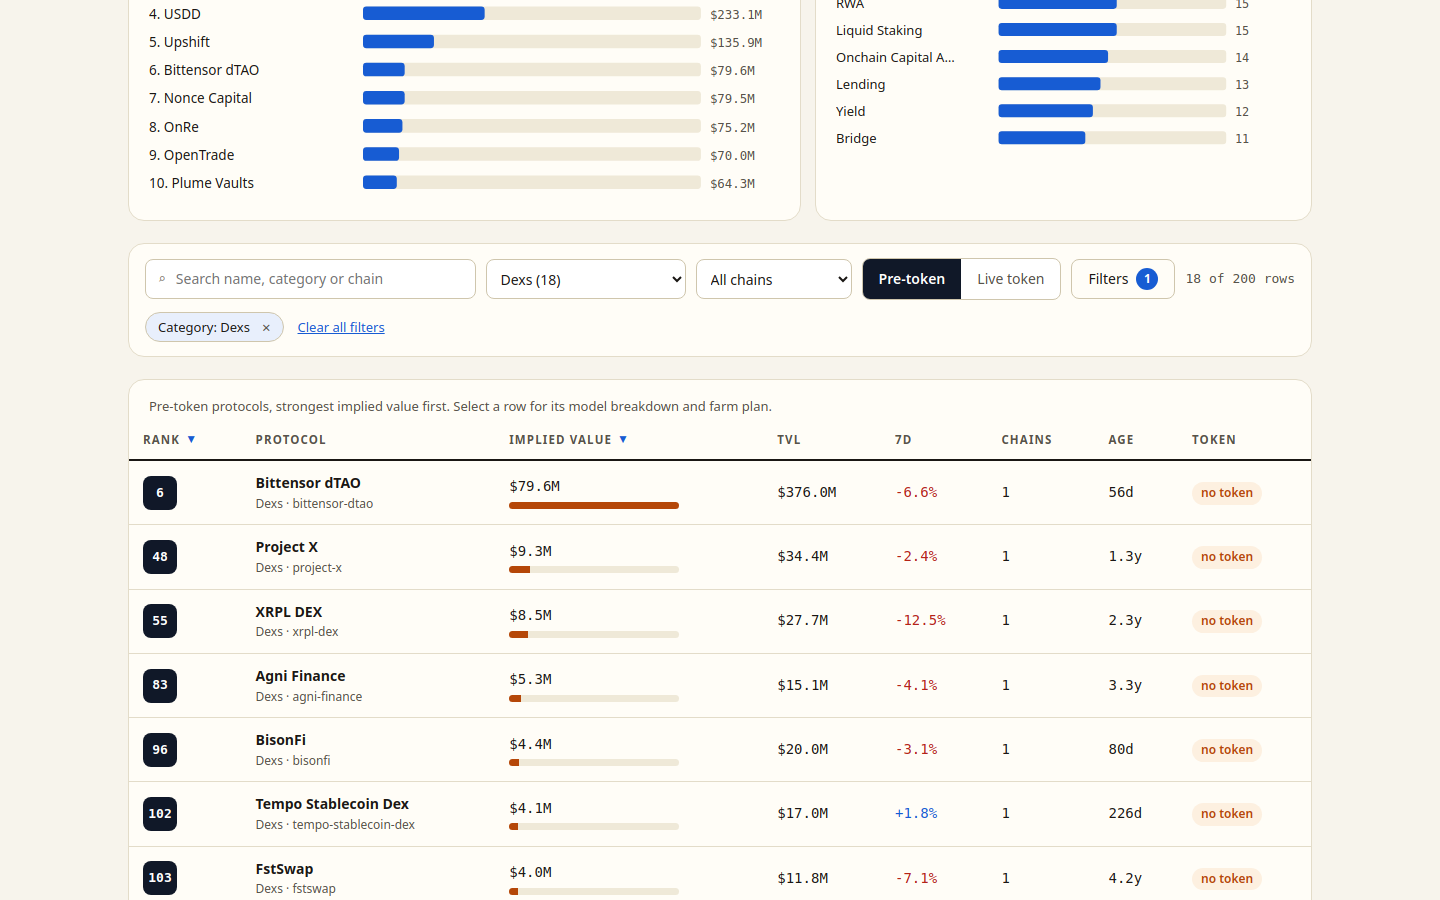 4. USDD $233.1M
5. Upshift $135.9M
6. Bittensor dTAO $79.6M
7. Nonce Capital $79.5M
8. OnRe $75.2M
9. OpenTrade $70.0M
10. Plume Vaults $64.3M
RWA 15
Liquid Staking 15
Onchain Capital A... 14
Lending 13
Yield 12
Bridge 11
Search name, category or chain Dexs (18) All chains Pre-token Live token Filters 1 18 of 200 rows
Category: Dexs × Clear all filters
Pre-token protocols, strongest implied value first. Select a row for its model breakdown and farm plan.
RANK ▼ PROTOCOL IMPLIED VALUE ▼ TVL 7D CHAINS AGE TOKEN
6 Bittensor dTAO $79.6M $376.0M -6.6% 1 56d no token
Dexs · bittensor-dtao
48 Project X $9.3M $34.4M -2.4% 1 1.3y no token
Dexs · project-x
55 XRPL DEX $8.5M $27.7M -12.5% 1 2.3y no token
Dexs · xrpl-dex
83 Agni Finance $5.3M $15.1M -4.1% 1 3.3y no token
Dexs · agni-finance
96 BisonFi $4.4M $20.0M -3.1% 1 80d no token
Dexs · bisonfi
102 Tempo Stablecoin Dex $4.1M $17.0M +1.8% 1 226d no token
Dexs · tempo-stablecoin-dex
103 FstSwap $4.0M $11.8M -7.1% 1 4.2y no token
Dexs · fstswap